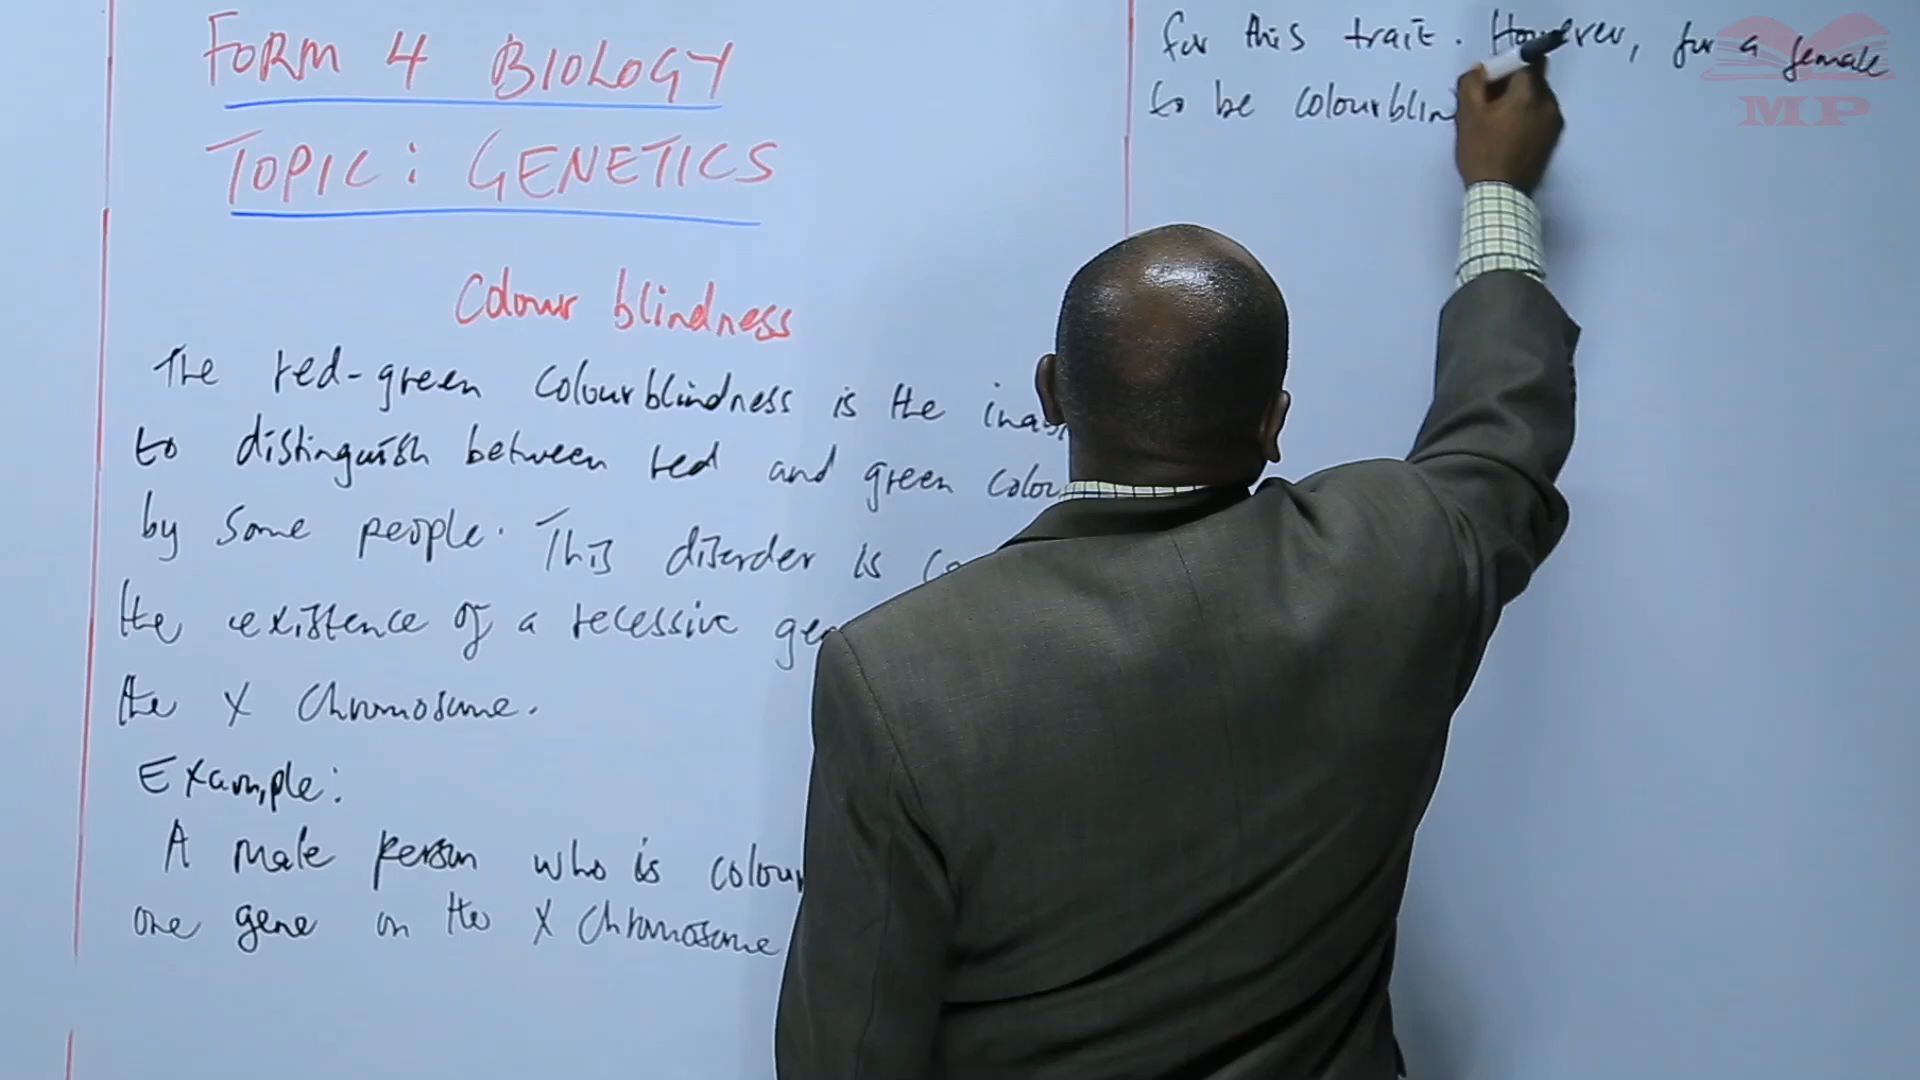 FORM 4 BIOLOGY
TOPIC: GENETICS
Colour blindness
The red-green colourblindness is the
to distinguish between red and green
by some people. This disorder is
the existence of a recessive
the X chromosome.
Example:
A male person who is
one gene on the X chromosome
for this trait. However, for a female
to be
MP